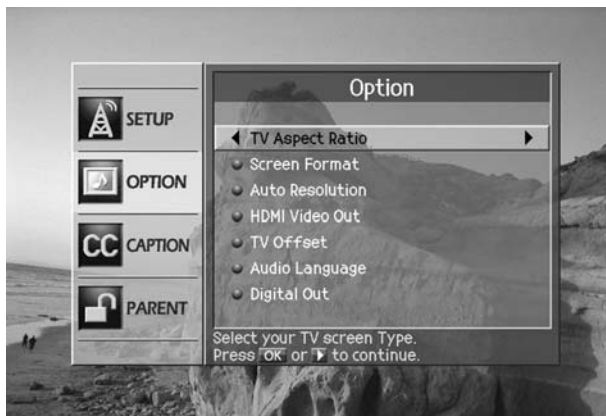 SETUP
OPTION
CC CAPTION
PARENT
Option
TV Aspect Ratio
Screen Format
Auto Resolution
HDMI Video Out
TV Offset
Audio Language
Digital Out
Select your TV screen Type.
Press OK or ▶ to continue.